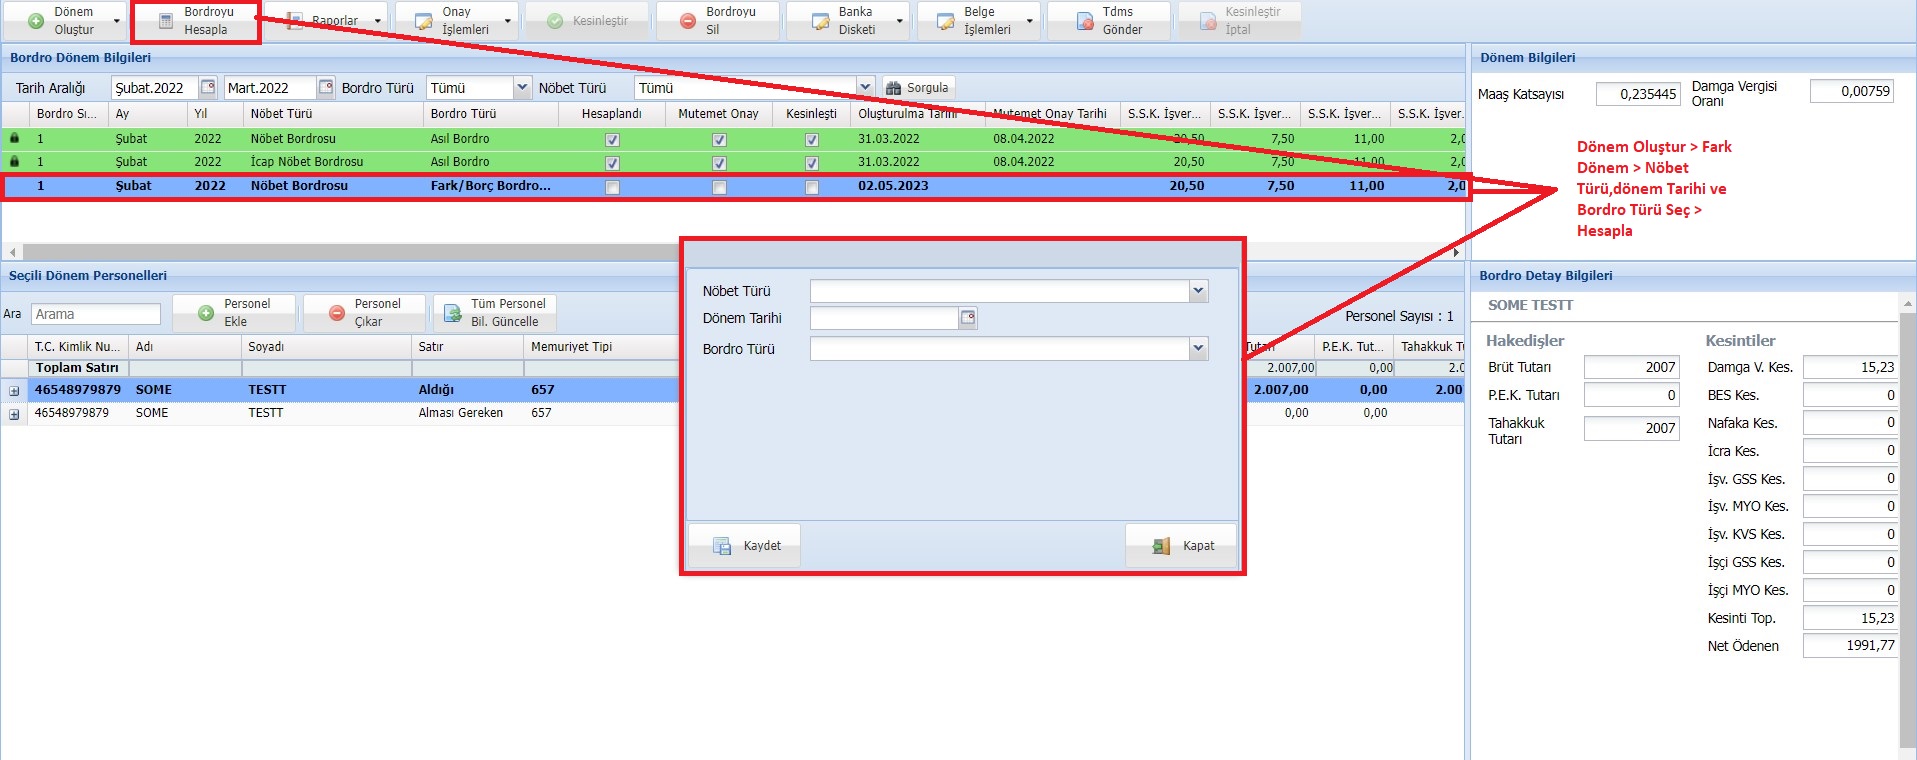 Dönem Oluştur
Bordroyu Hesapla
Raporlar
Onay İşlemleri
Kesinleştir
Bordroyu Sil
Banka Disketi
Belge İşlemleri
Tdms Gönder
Kesinleştir İptal
Bordro Dönem Bilgileri
Tarih Aralığı Şubat.2022 Mart.2022 Bordro Türü Tümü Nöbet Türü Tümü Sorgula
Bordro Sı... Ay Yıl Nöbet Türü Bordro Türü Hesaplandı Mutemet Onay Kesinleşti Oluşturulma Tarihi Mutemet Onay Tarihi S.S.K. İşver... S.S.K. İşver... S.S.K. İşver... S.S.K. İşver...
1 Şubat 2022 Nöbet Bordrosu Asıl Bordro 31.03.2022 08.04.2022 20,50 7,50 11,00 2,0
1 Şubat 2022 İcap Nöbet Bordrosu Asıl Bordro 31.03.2022 08.04.2022 20,50 7,50 11,00 2,0
1 Şubat 2022 Nöbet Bordrosu Fark/Borç Bordro... 02.05.2023 20,50 7,50 11,00 2,0
Dönem Bilgileri
Maaş Katsayısı 0,235445 Damga Vergisi Oranı 0,00759
Dönem Oluştur > Fark
Dönem > Nöbet
Türü,dönem Tarihi ve
Bordro Türü Seç >
Hesapla
Seçili Dönem Personelleri
Ara Arama
Personel Ekle
Personel Çıkar
Tüm Personel Bil. Güncelle
Personel Sayısı : 1
T.C. Kimlik Nu... Adı Soyadı Satır Memuriyet Tipi Tutarı P.E.K. Tut... Tahakkuk Tu
Toplam Satırı 2.007,00 0,00 2.0
46548979879 SOME TESTT Aldığı 657 2.007,00 0,00 2.00
46548979879 SOME TESTT Alması Gereken 657 0,00 0,00
Nöbet Türü
Dönem Tarihi
Bordro Türü
Kaydet
Kapat
Bordro Detay Bilgileri
SOME TESTT
Hakedişler
Brüt Tutarı 2007
P.E.K. Tutarı 0
Tahakkuk Tutarı 2007
Kesintiler
Damga V. Kes. 15,23
BES Kes. 0
Nafaka Kes. 0
İcra Kes. 0
İşv. GSS Kes. 0
İşv. MYO Kes. 0
İşv. KVS Kes. 0
İşçi GSS Kes. 0
İşçi MYO Kes. 0
Kesinti Top. 15,23
Net Ödenen 1991,77